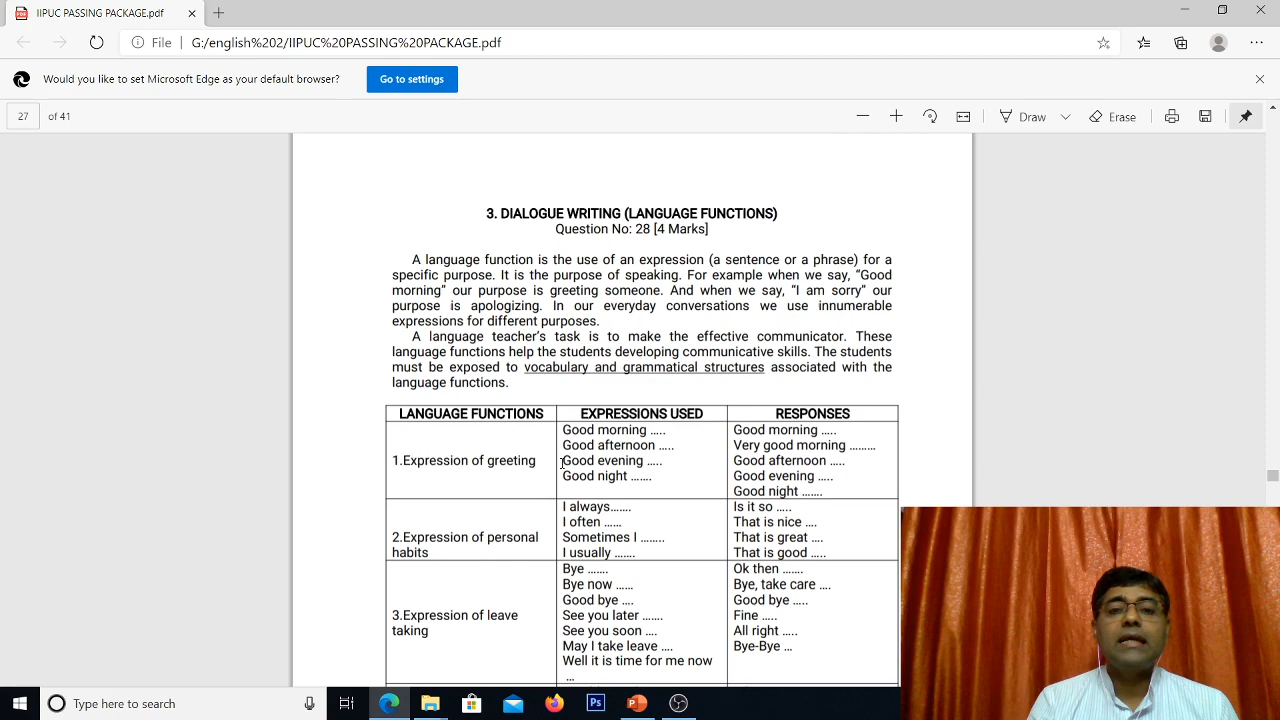 IIPUC PASSING PACKAGE.pdf
File G:/english%202/IIPUC%20PASSING%20PACKAGE.pdf
Would you like to set Microsoft Edge as your default browser? Go to settings
27 of 41 Draw Erase
3. DIALOGUE WRITING (LANGUAGE FUNCTIONS)
Question No: 28 [4 Marks]
A language function is the use of an expression (a sentence or a phrase) for a
specific purpose. It is the purpose of speaking. For example when we say, “Good
morning” our purpose is greeting someone. And when we say, “I am sorry” our
purpose is apologizing. In our everyday conversations we use innumerable
expressions for different purposes.
A language teacher’s task is to make the effective communicator. These
language functions help the students developing communicative skills. The students
must be exposed to vocabulary and grammatical structures associated with the
language functions.
LANGUAGE FUNCTIONS EXPRESSIONS USED RESPONSES
1.Expression of greeting
Good morning …..
Good afternoon …..
Good evening …..
Good night …….
Good morning …..
Very good morning ………
Good afternoon …..
Good evening …..
Good night …….
2.Expression of personal
habits
I always…….
I often ……
Sometimes I ……..
I usually …….
Is it so …..
That is nice ….
That is great ….
That is good …..
3.Expression of leave
taking
Bye …….
Bye now ……
Good bye ….
See you later …….
See you soon ….
May I take leave ….
Well it is time for me now
…
Ok then …….
Bye, take care ….
Good bye …..
Fine …..
All right …..
Bye-Bye …
Type here to search
Ps